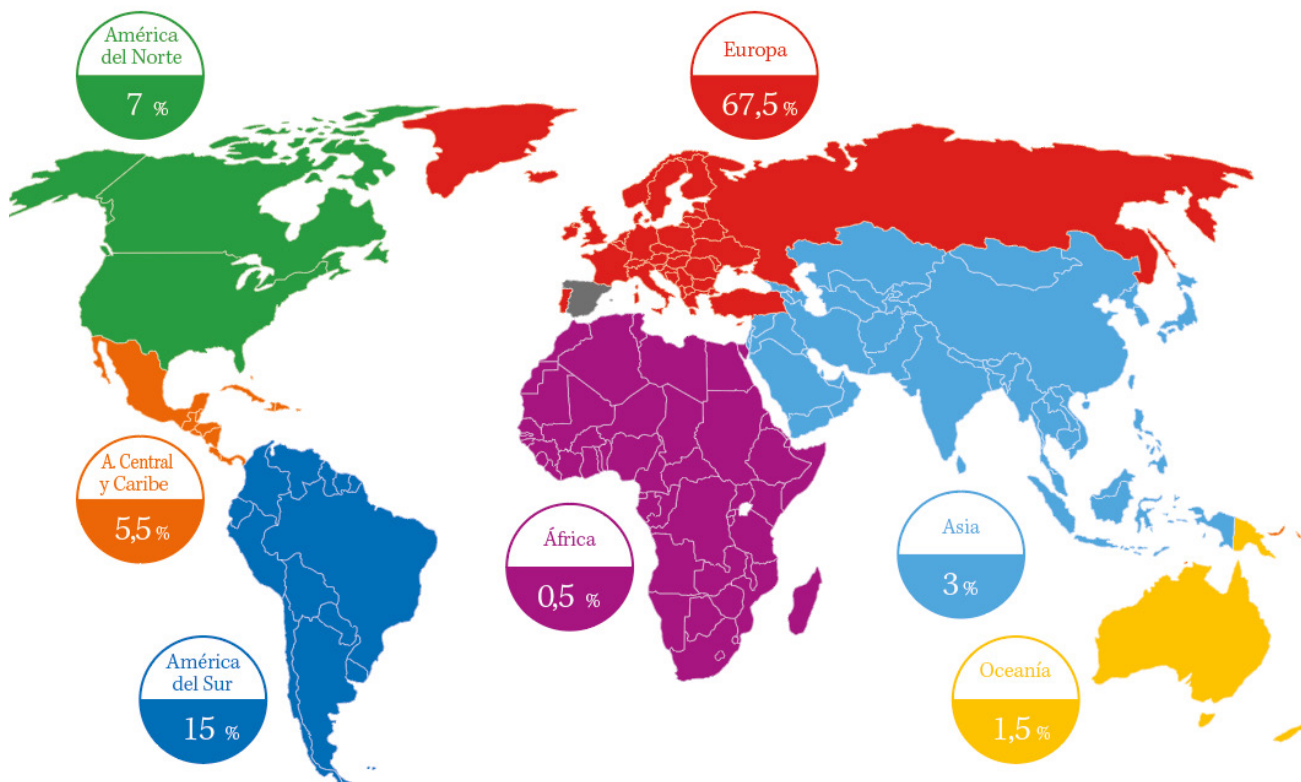 América
del Norte
7 %
Europa
67,5 %
A. Central
y Caribe
5,5 %
África
0,5 %
Asia
3 %
América
del Sur
15 %
Oceanía
1,5 %